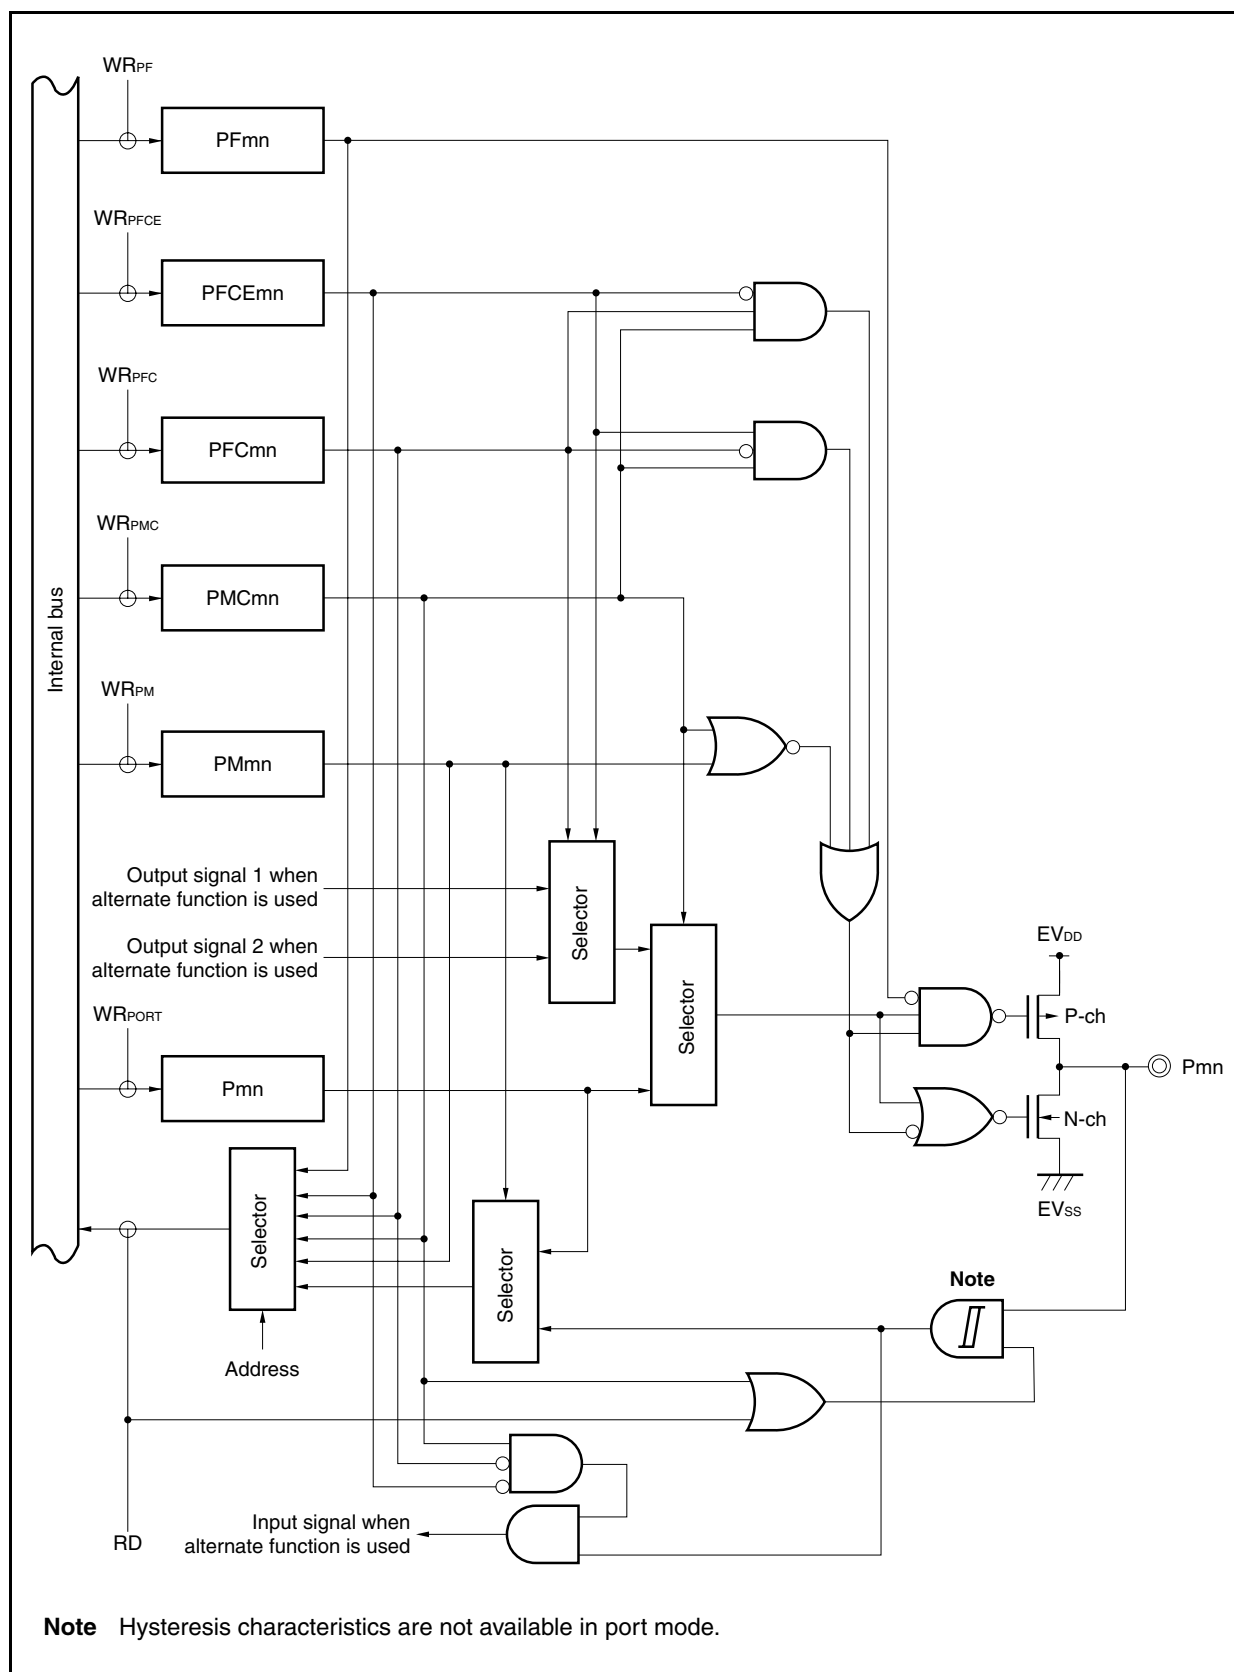 WRPF
PFmn
WRPFCE
PFCEmn
WRPFC
PFCmn
WRPMC
PMCmn
Internal bus
WRPM
PMmn
Output signal 1 when
alternate function is used
Selector
Output signal 2 when
alternate function is used
Selector
EVDD
WRPORT
P-ch
Pmn
Pmn
N-ch
Selector
Selector
EVSS
Note
Address
Input signal when
alternate function is used
RD
Note Hysteresis characteristics are not available in port mode.